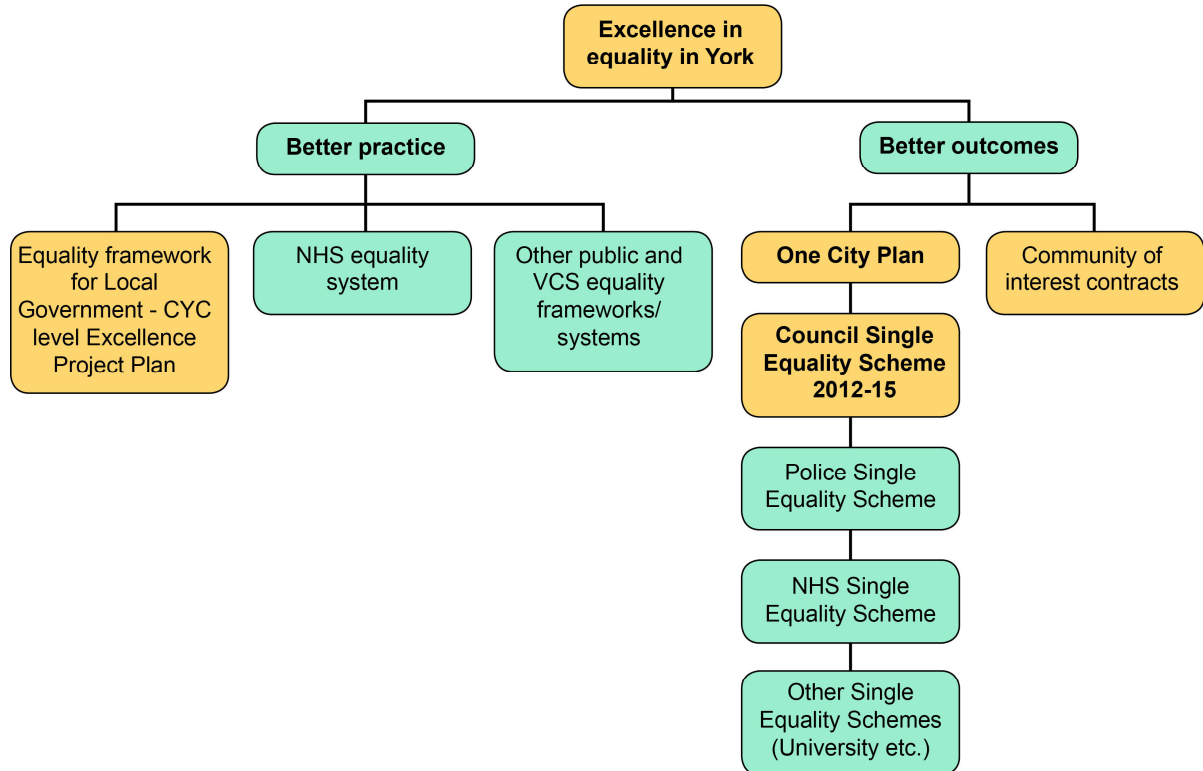 Excellence in
equality in York
Better practice
Better outcomes
Equality framework
for Local
Government - CYC
level Excellence
Project Plan
NHS equality
system
Other public and
VCS equality
frameworks/
systems
One City Plan
Community of
interest contracts
Council Single
Equality Scheme
2012-15
Police Single
Equality Scheme
NHS Single
Equality Scheme
Other Single
Equality Schemes
(University etc.)